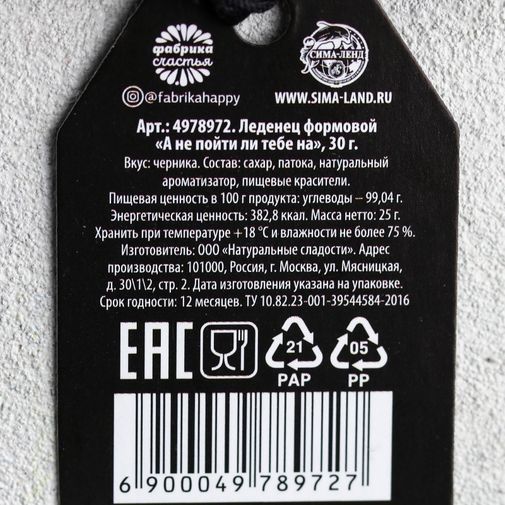 фабрика
счастья
СИМА-ЛЕНД
@fabrikahappy
WWW.SIMA-LAND.RU
Арт.: 4978972. Леденец формовой
«А не пойти ли тебе на», 30 г.
Вкус: черника. Состав: сахар, патока, натуральный
ароматизатор, пищевые красители.
Пищевая ценность в 100 г продукта: углеводы – 99,04 г.
Энергетическая ценность: 382,8 ккал. Масса нетто: 25 г.
Хранить при температуре +18 °С и влажности не более 75 %.
Изготовитель: ООО «Натуральные сладости». Адрес
производства: 101000, Россия, г. Москва, ул. Мясницкая,
д. 30\1\2, стр. 2. Дата изготовления указана на упаковке.
Срок годности: 12 месяцев. ТУ 10.82.23-001-39544584-2016
EAC
21
PAP
05
PP
6 900049 789727